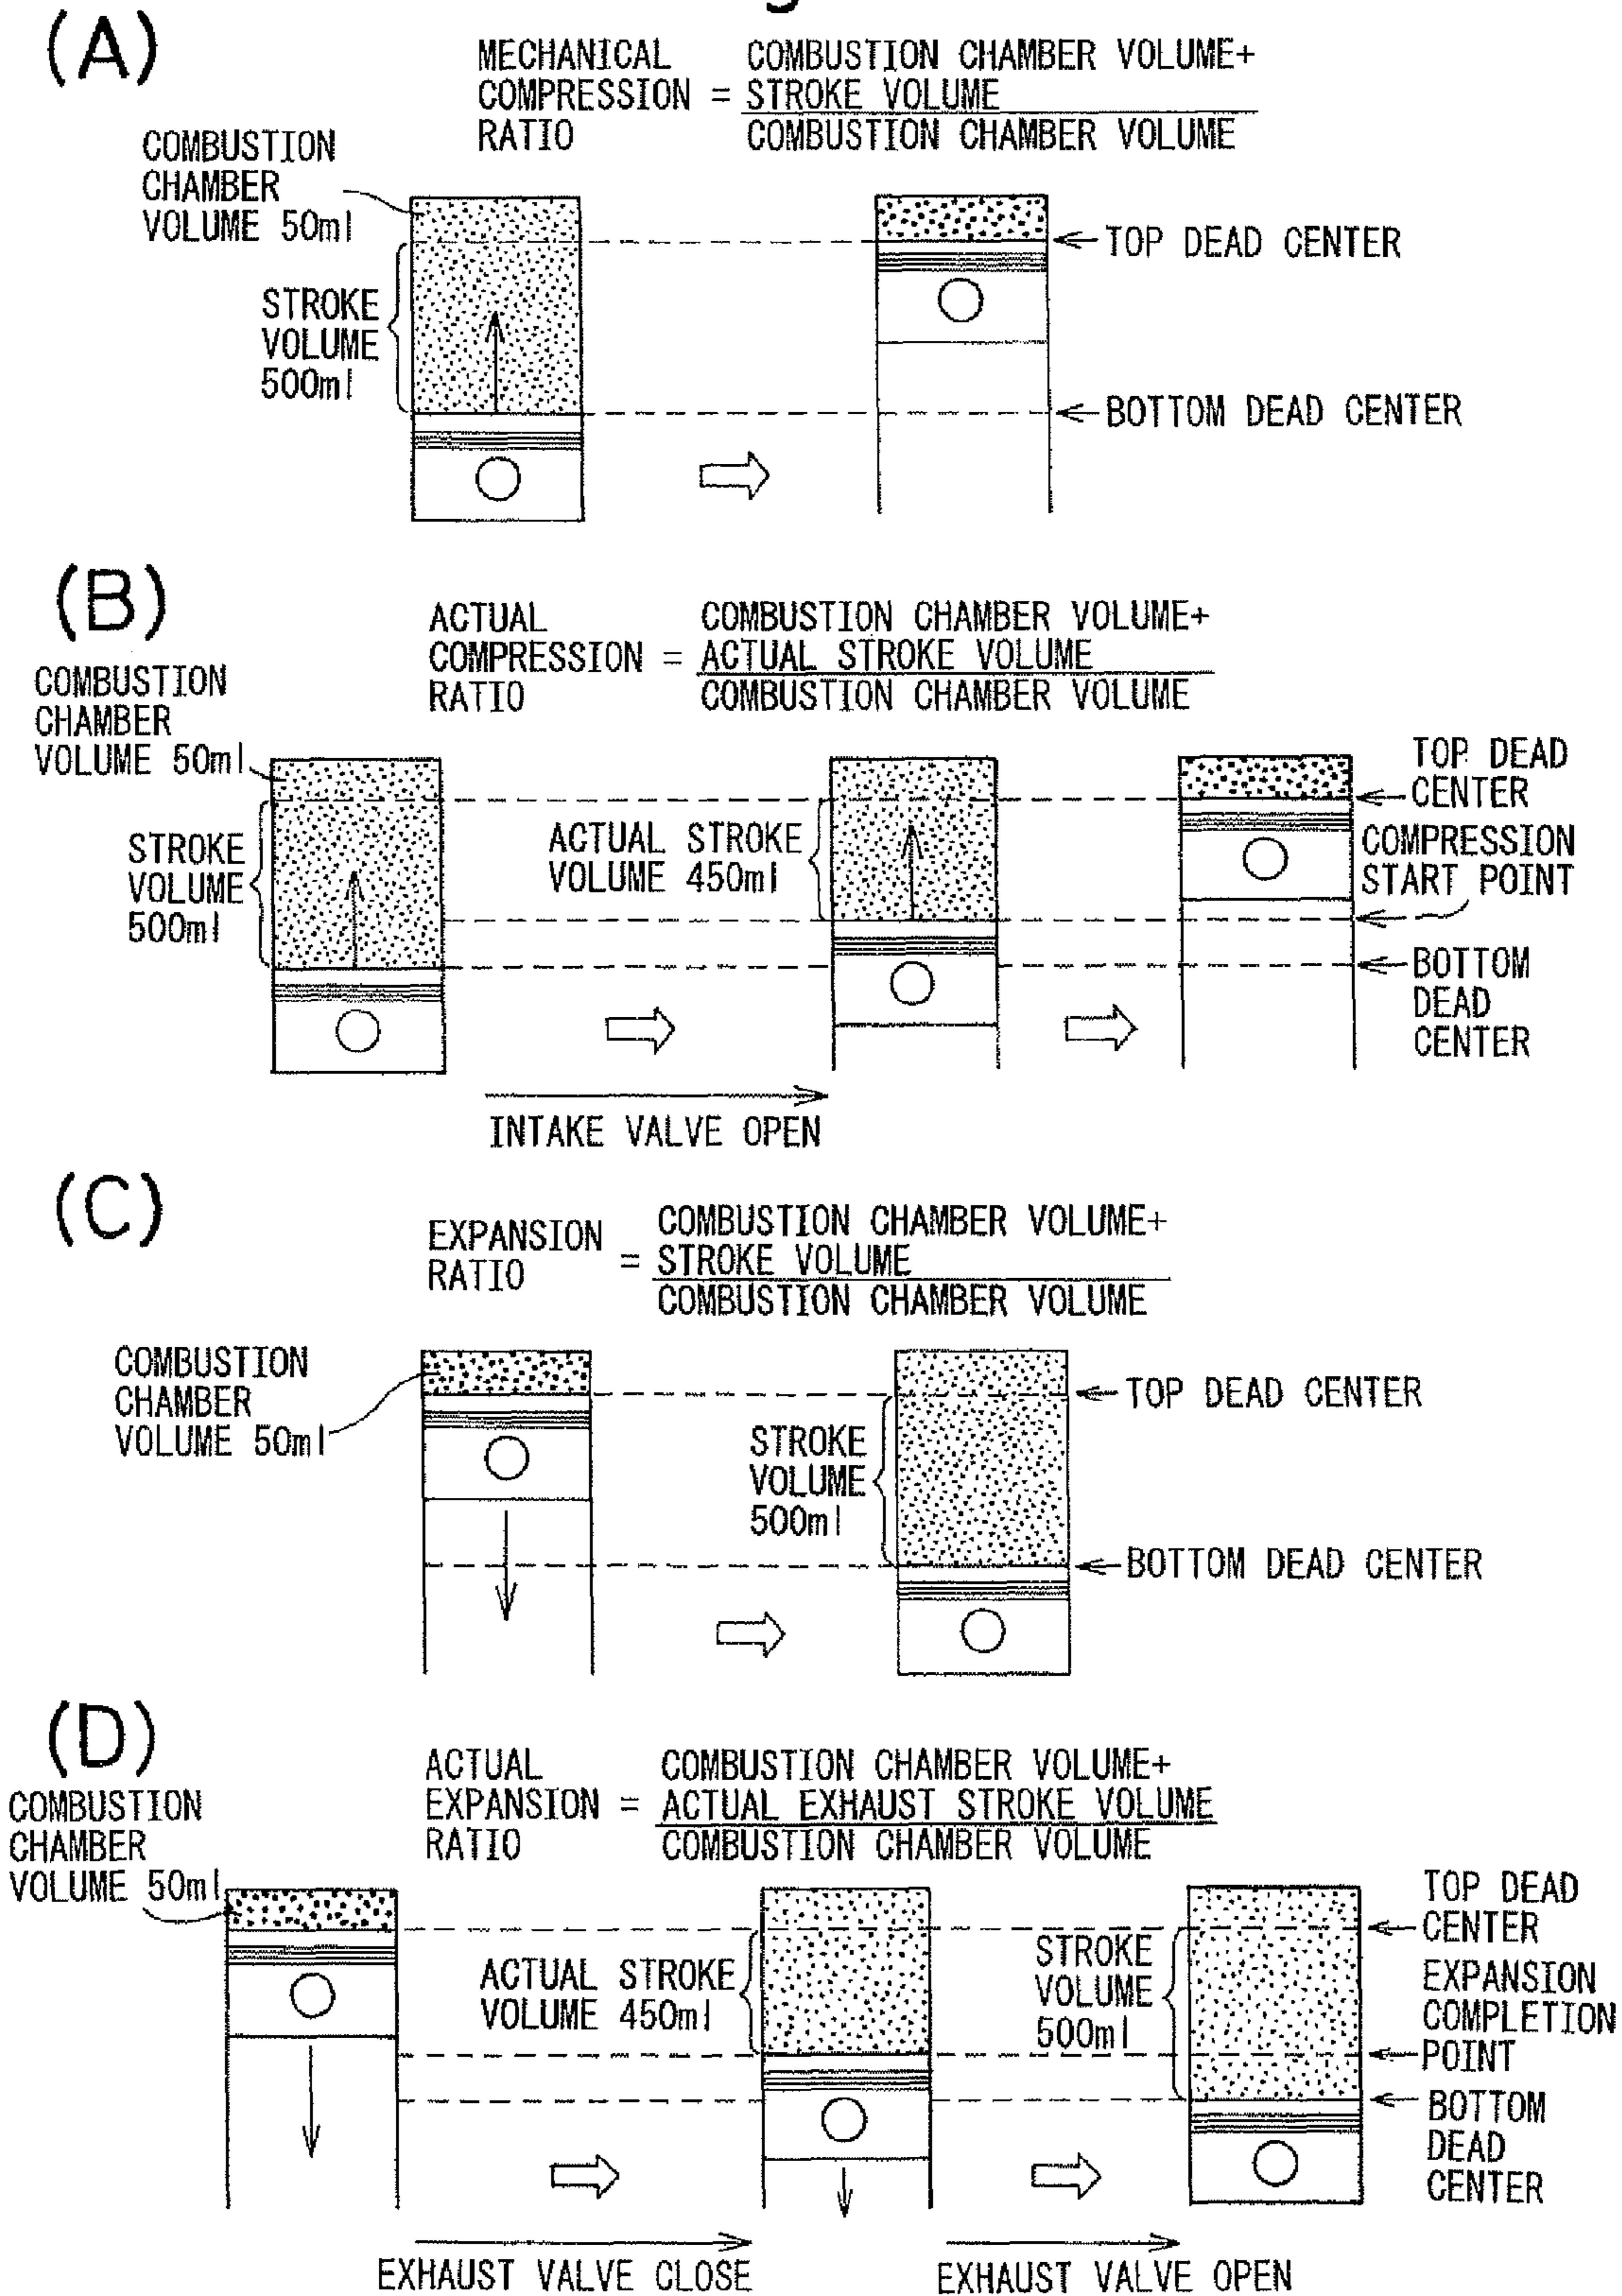 (A)
MECHANICAL
COMPRESSION
RATIO
=
COMBUSTION CHAMBER VOLUME+
STROKE VOLUME
COMBUSTION CHAMBER VOLUME
COMBUSTION
CHAMBER
VOLUME 50ml
STROKE
VOLUME
500ml
TOP DEAD CENTER
BOTTOM DEAD CENTER
(B)
ACTUAL
COMPRESSION
RATIO
=
COMBUSTION CHAMBER VOLUME+
ACTUAL STROKE VOLUME
COMBUSTION CHAMBER VOLUME
COMBUSTION
CHAMBER
VOLUME 50ml
STROKE
VOLUME
500ml
ACTUAL STROKE
VOLUME 450ml
TOP DEAD
CENTER
COMPRESSION
START POINT
BOTTOM
DEAD
CENTER
INTAKE VALVE OPEN
(C)
EXPANSION
RATIO
=
COMBUSTION CHAMBER VOLUME+
STROKE VOLUME
COMBUSTION CHAMBER VOLUME
COMBUSTION
CHAMBER
VOLUME 50ml
STROKE
VOLUME
500ml
TOP DEAD CENTER
BOTTOM DEAD CENTER
(D)
ACTUAL
EXPANSION
RATIO
=
COMBUSTION CHAMBER VOLUME+
ACTUAL EXHAUST STROKE VOLUME
COMBUSTION CHAMBER VOLUME
COMBUSTION
CHAMBER
VOLUME 50ml
ACTUAL STROKE
VOLUME 450ml
STROKE
VOLUME
500ml
TOP DEAD
CENTER
EXPANSION
COMPLETION
POINT
BOTTOM
DEAD
CENTER
EXHAUST VALVE CLOSE
EXHAUST VALVE OPEN